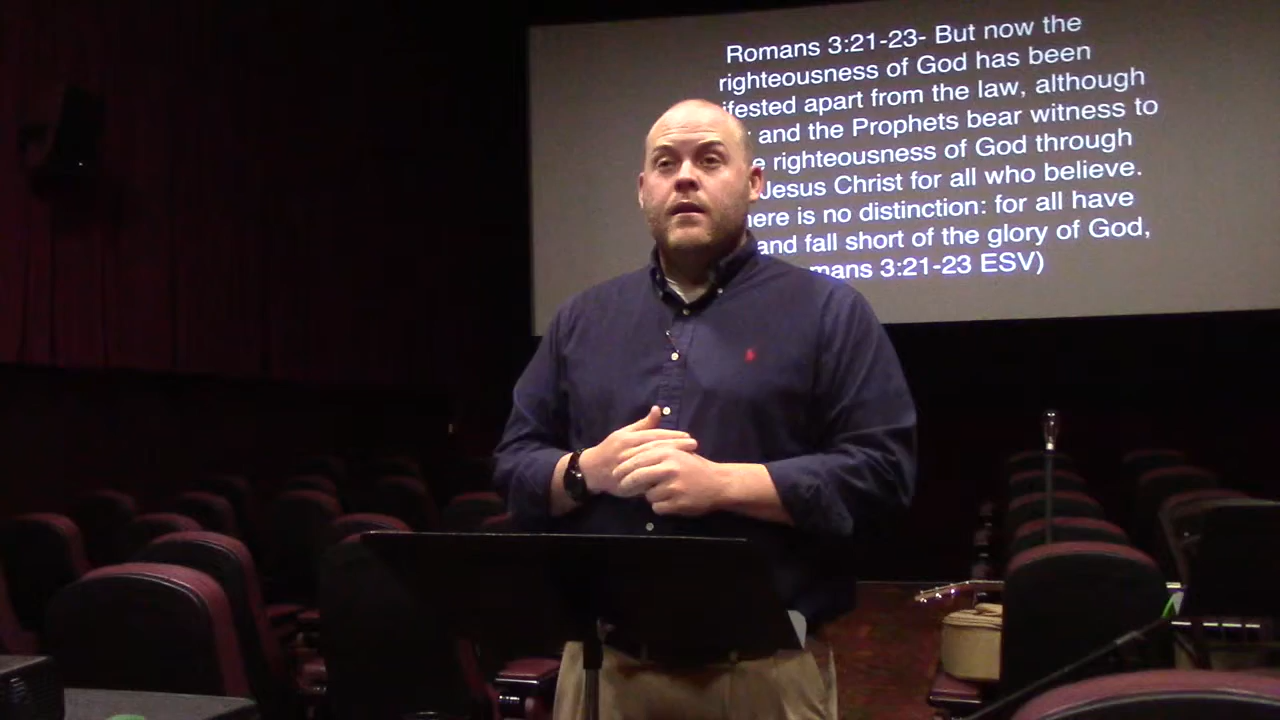 Romans 3:21-23- But now the
righteousness of God has been
ifested apart from the law, although
and the Prophets bear witness to
righteousness of God through
Jesus Christ for all who believe.
here is no distinction: for all have
and fall short of the glory of God,
mans 3:21-23 ESV)